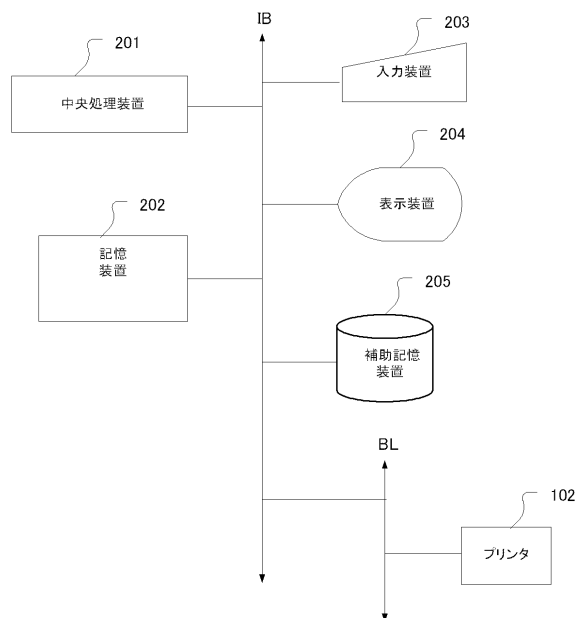 IB
201
中央処理装置
203
入力装置
204
表示装置
202
記憶
装置
205
補助記憶
装置
BL
102
プリンタ